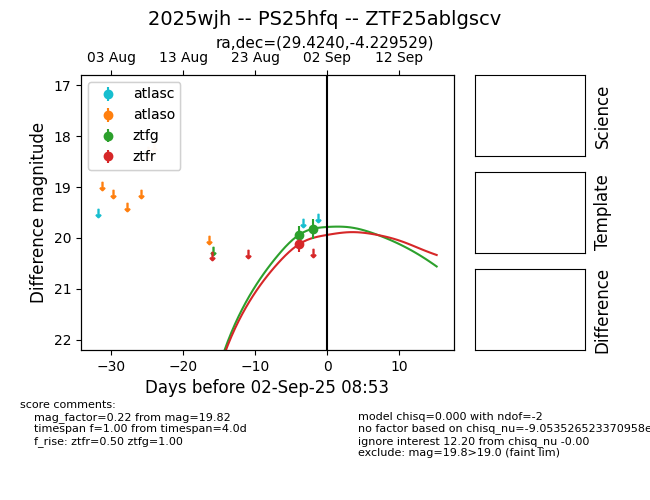 2025wjh -- PS25hfq -- ZTF25ablgscv
ra,dec=(29.4240,-4.229529)
03 Aug 13 Aug 23 Aug 02 Sep 12 Sep
atlasc
atlaso
ztfg
ztfr
17
18
19
20
21
22
Difference magnitude
−30 −20 −10 0 10
Days before 02-Sep-25 08:53
Science
Template
Difference
score comments:
mag_factor=0.22 from mag=19.82
timespan f=1.00 from timespan=4.0d
f_rise: ztfr=0.50 ztfg=1.00
model chisq=0.000 with ndof=-2
no factor based on chisq_nu=-9.053526523370958e
ignore interest 12.20 from chisq_nu -0.00
exclude: mag=19.8>19.0 (faint lim)